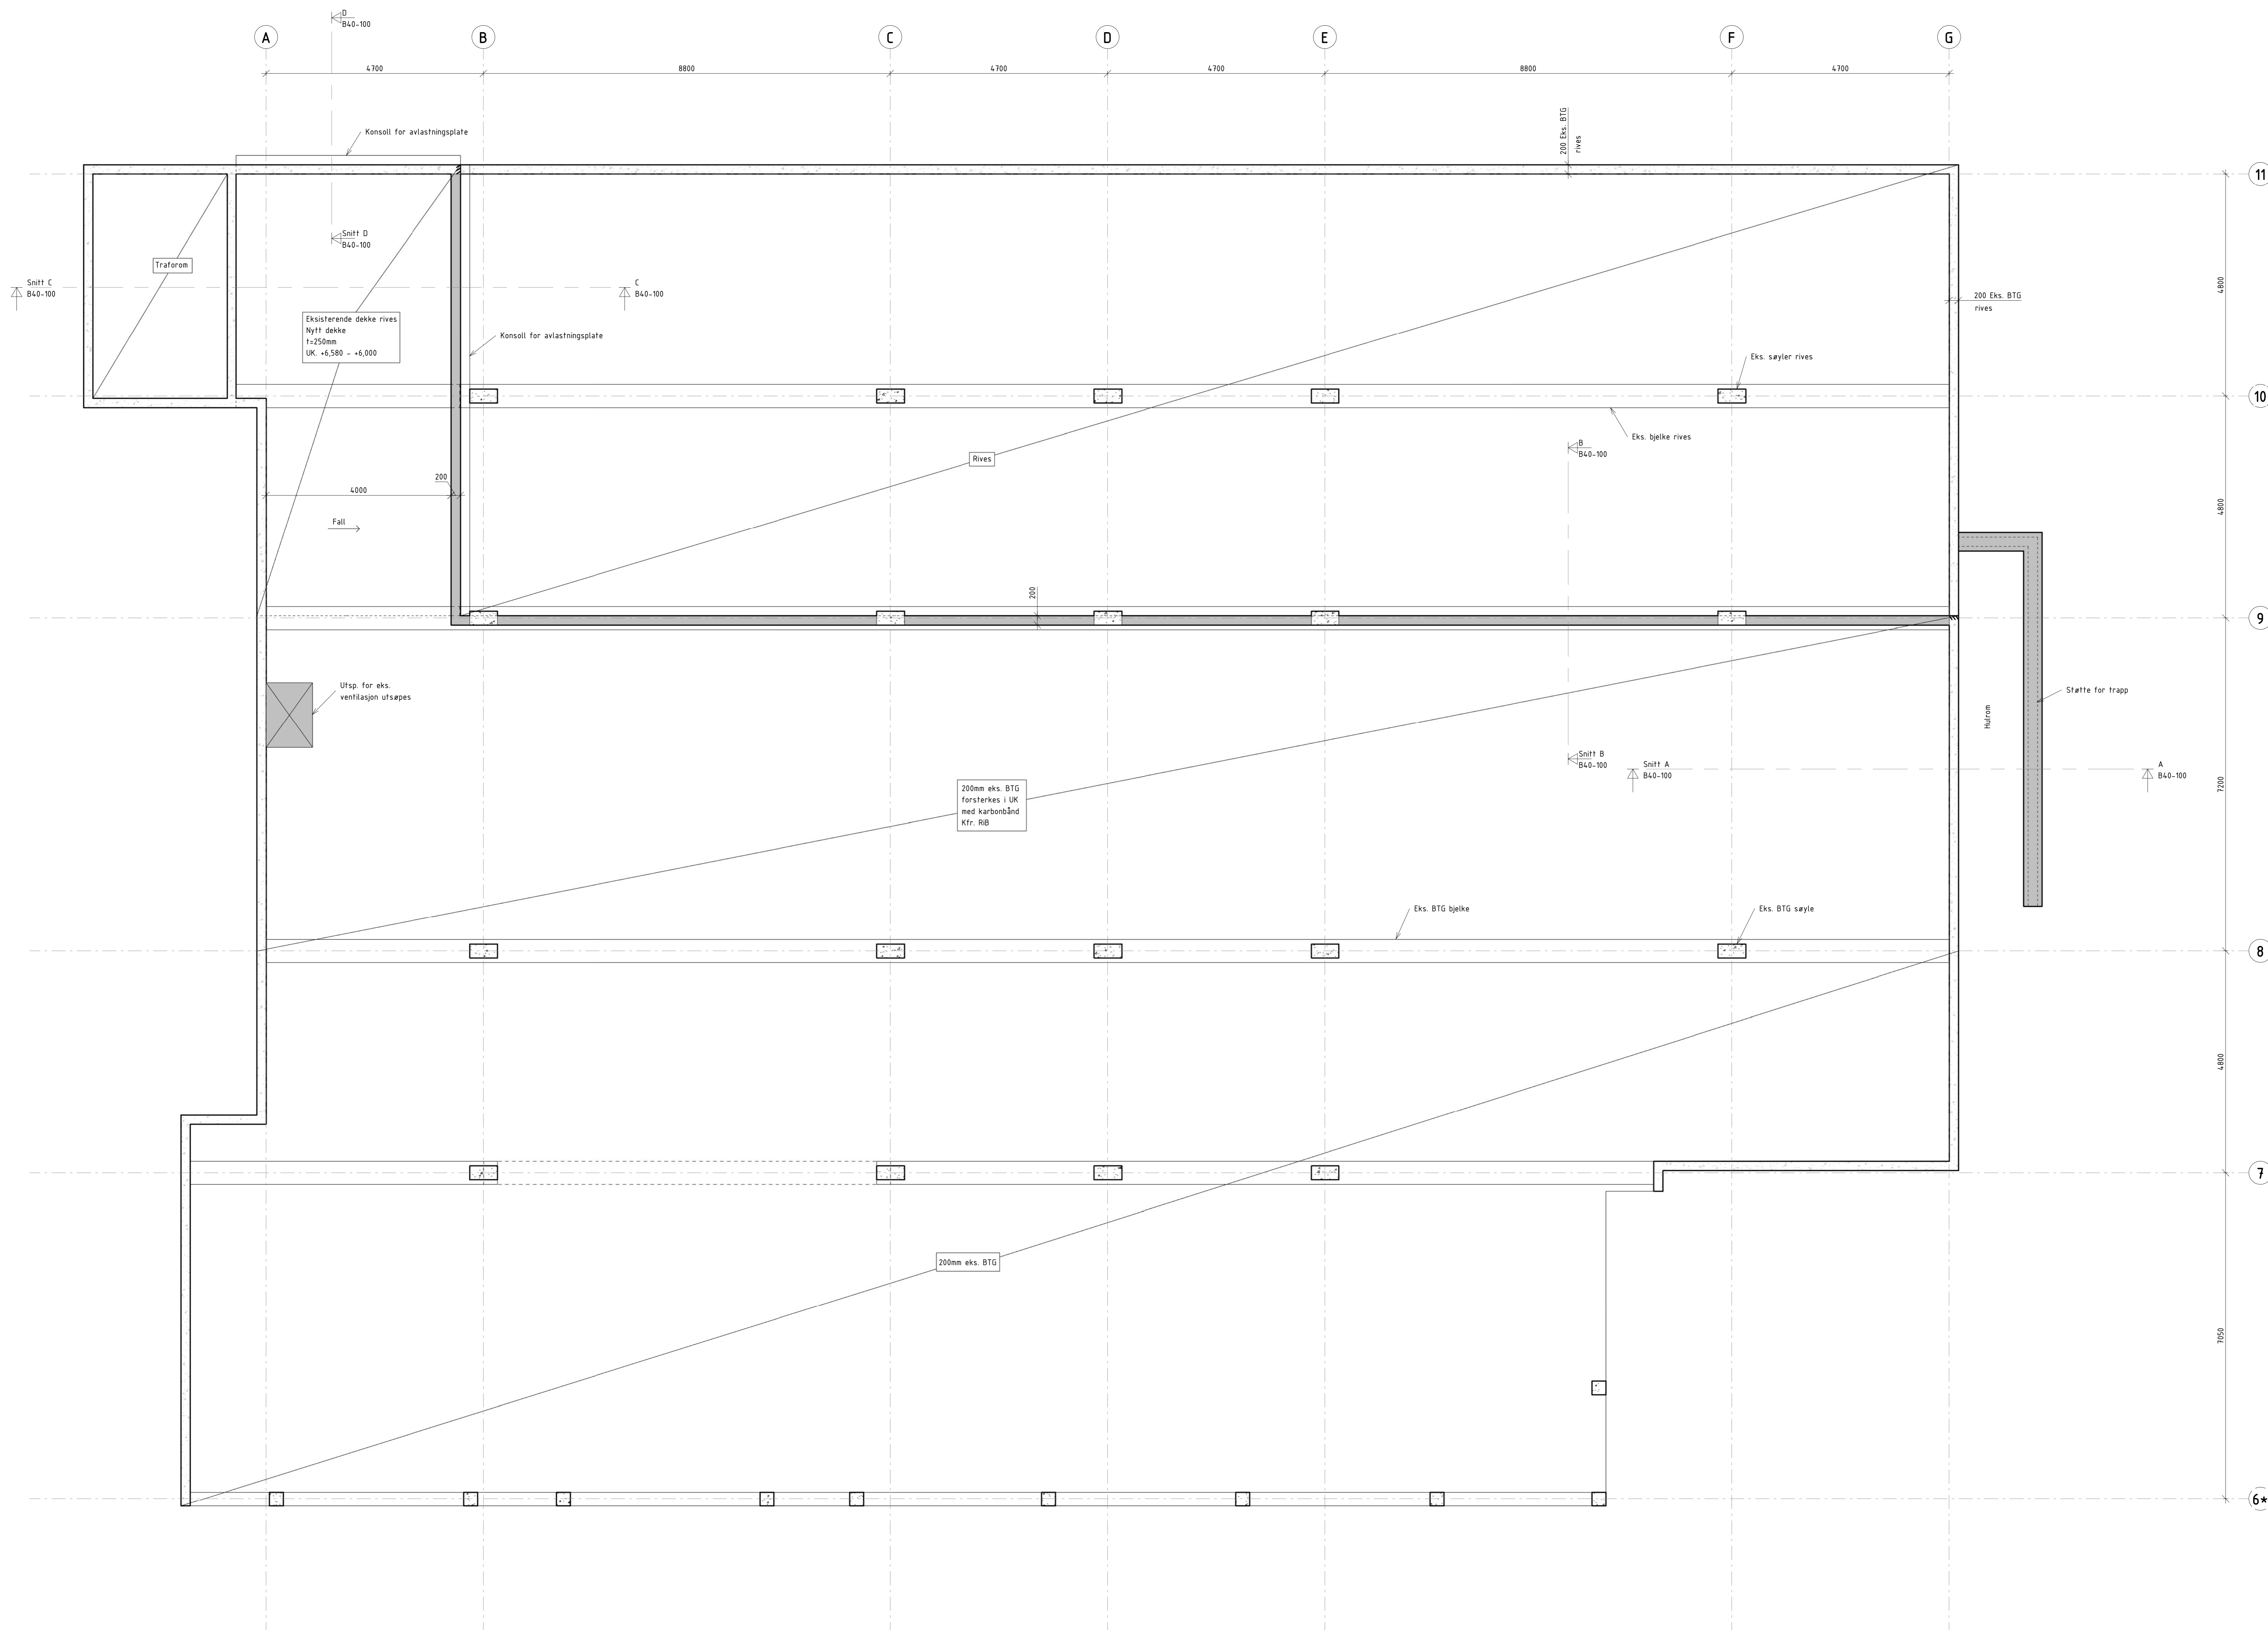 D
B40-100
A
B
C
D
E
F
G
4700
8800
4700
4700
8800
4700
Konsoll for avlastningsplate
200 Eks. BTG
rives
11
Snitt D
B40-100
Traforom
Snitt C
B40-100
C
B40-100
4800
200 Eks. BTG
rives
Eksisterende dekke rives
Nytt dekke
t=250mm
UK. +6,580 - +6,000
Konsoll for avlastningsplate
Eks. søyler rives
10
Eks. bjelke rives
B
B40-100
Rives
200
4000
Fall
4800
200
9
Utsp. for eks.
ventilasjon utsøpes
Støtte for trapp
Hulrom
Snitt B
B40-100
Snitt A
B40-100
A
B40-100
7200
200mm eks. BTG
forsterkes i UK
med karbonbånd
Kfr. RiB
Eks. BTG bjelke
Eks. BTG søyle
8
4800
7
200mm eks. BTG
7050
6*